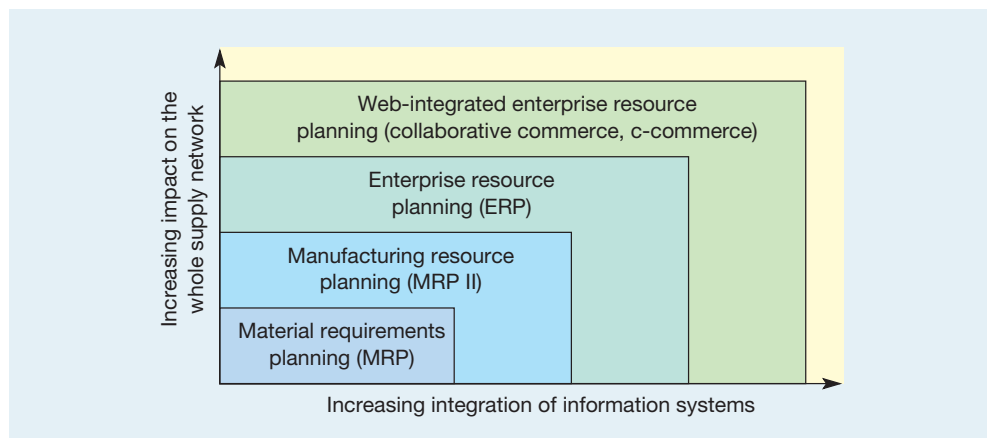 Increasing impact on the
whole supply network
Web-integrated enterprise resource
planning (collaborative commerce, c-commerce)
Enterprise resource
planning (ERP)
Manufacturing resource
planning (MRP II)
Material requirements
planning (MRP)
Increasing integration of information systems